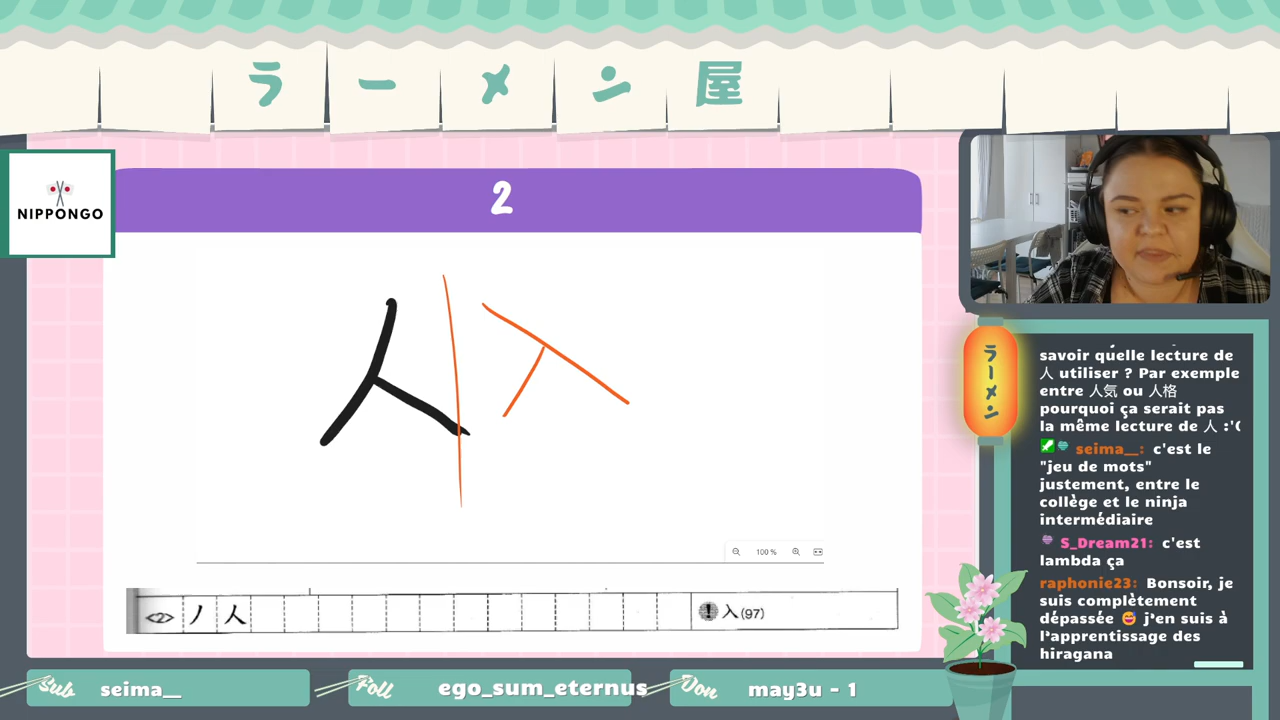 ラーメン屋
NIPPONGO
2
人
100 %
2 ノ 人
! 入(97)
ラーメン
savoir quelle lecture de
人 utiliser ? Par exemple
entre 人気 ou 人格
pourquoi ça serait pas
la même lecture de 人 :'(
seima__: c'est le
"jeu de mots"
justement, entre le
collège et le ninja
intermédiaire
S_Dream21: c'est
lambda ça
raphonie23: Bonsoir, je
suis complètement
dépassée 😅 j'en suis à
l'apprentissage des
hiragana
Sub seima__
Foll ego_sum_eternus
Don may3u - 1